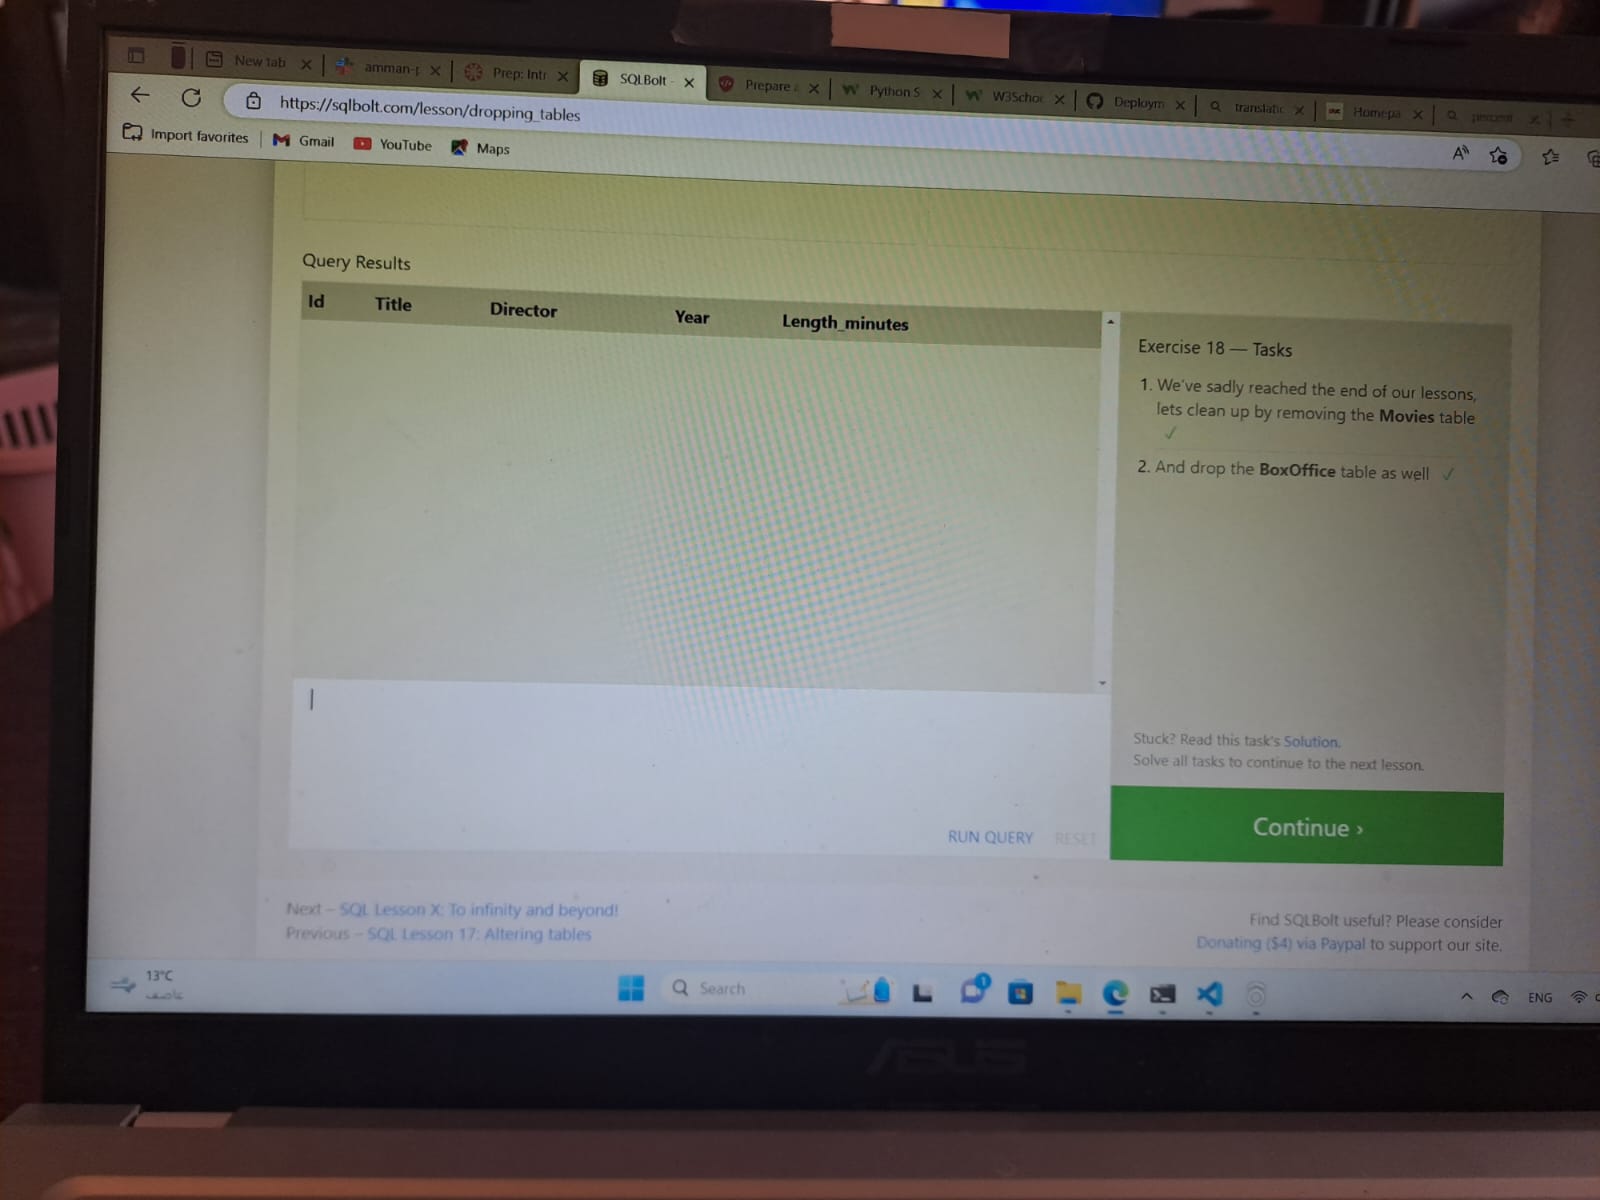 New tab
amman-
Prep: Intr
SQLBolt -
Prepare
Python S
W3Schoo
Deploym
translatic
Homepa
percent
https://sqlbolt.com/lesson/dropping_tables
Import favorites
Gmail
YouTube
Maps
Query Results
Id Title Director Year Length_minutes
Exercise 18 — Tasks
1. We've sadly reached the end of our lessons,
lets clean up by removing the Movies table
✓
2. And drop the BoxOffice table as well ✓
Stuck? Read this task's Solution.
Solve all tasks to continue to the next lesson.
RUN QUERY RESET
Continue ›
Next – SQL Lesson X: To infinity and beyond!
Previous – SQL Lesson 17: Altering tables
Find SQLBolt useful? Please consider
Donating ($4) via Paypal to support our site.
13°C
عاصف
Search
1
ENG
ASUS